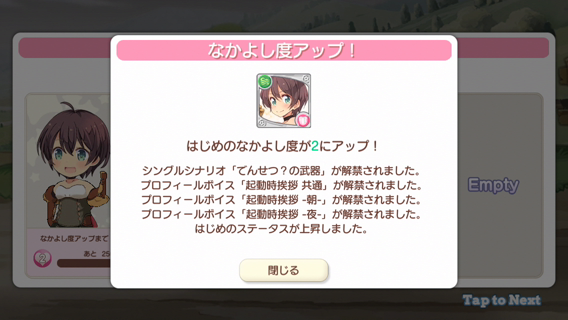 なかよし度アップ！
はじめのなかよし度が2にアップ！
シングルシナリオ「でんせつ？の武器」が解禁されました。
プロフィールボイス「起動時挨拶 共通」が解禁されました。
プロフィールボイス「起動時挨拶 -朝-」が解禁されました。
プロフィールボイス「起動時挨拶 -夜-」が解禁されました。
はじめのステータスが上昇しました。
閉じる
なかよし度アップまで
あと 25
Empty
Tap to Next